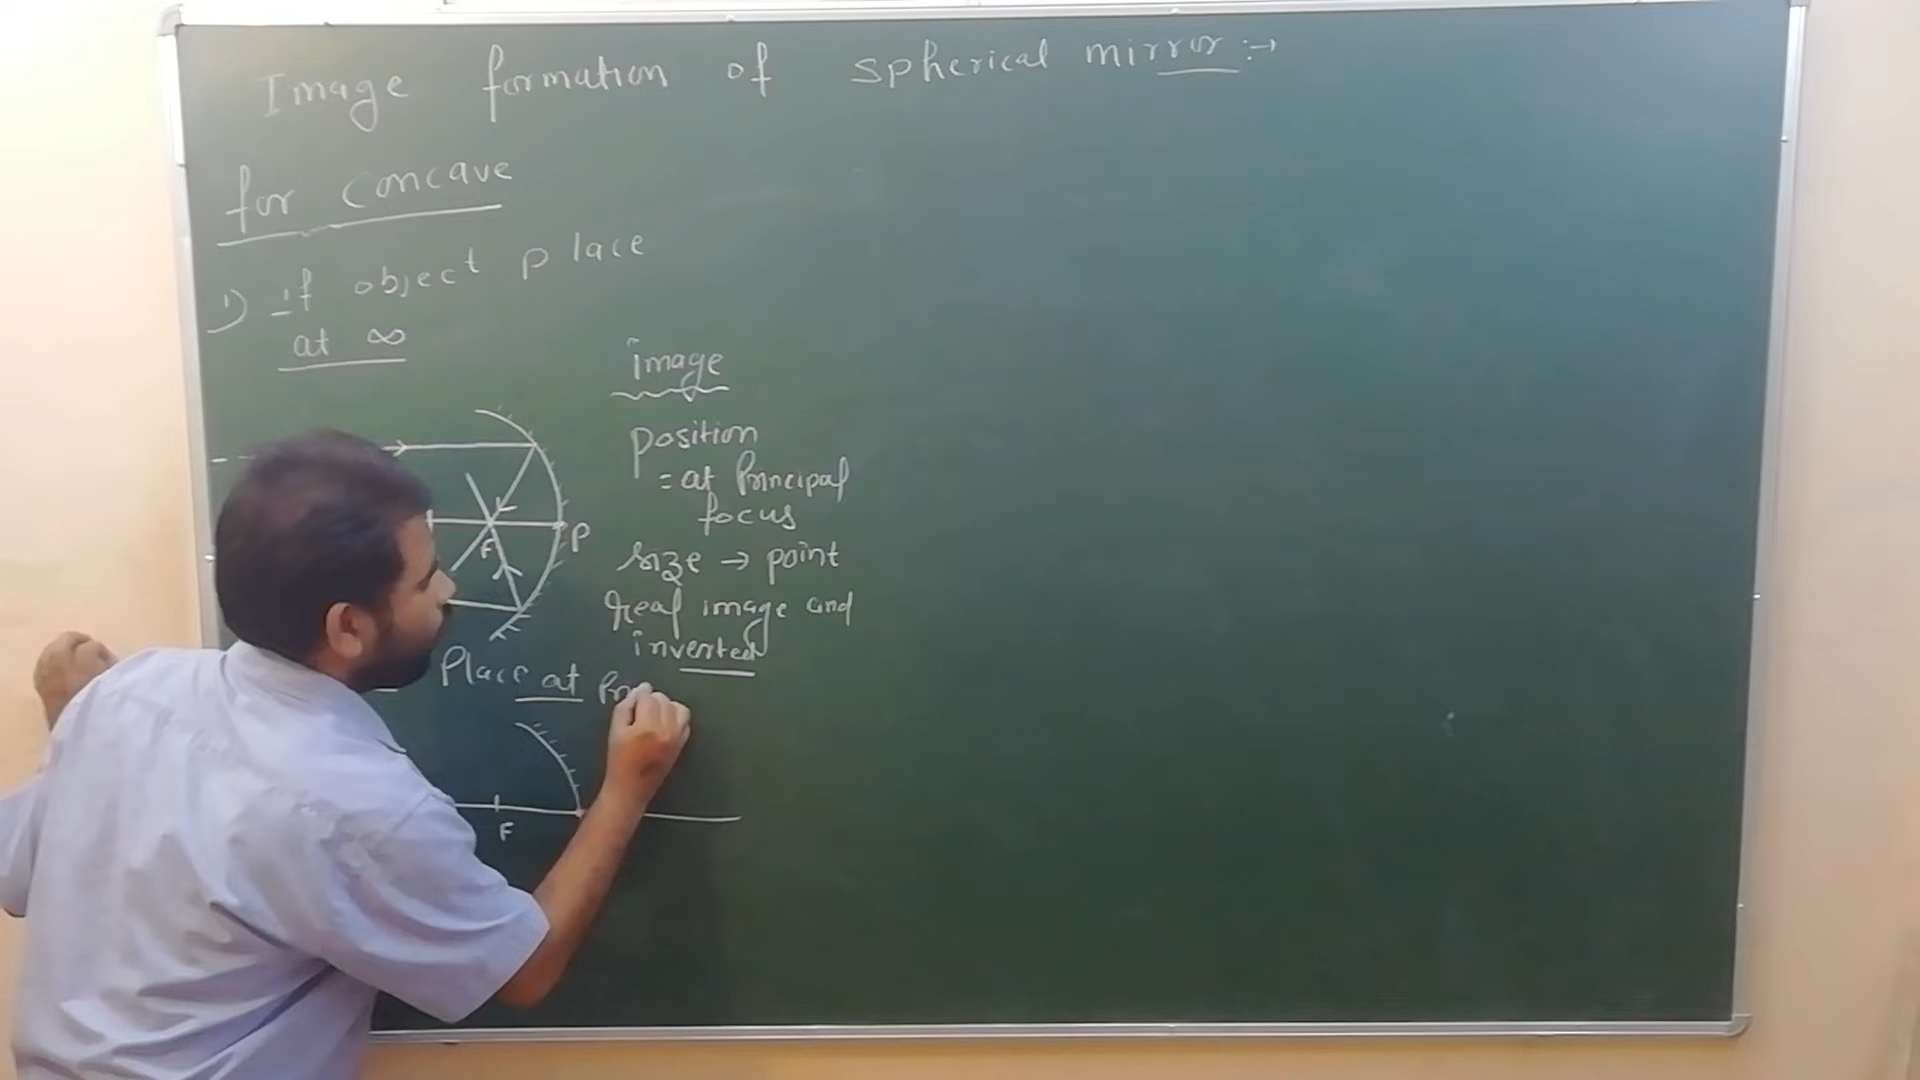 Image formation of spherical mirror :→
for concave
1) If object place
at ∞
image
position
= at Principal
focus
P
F
size → point
real image and
inverted
Place at
F